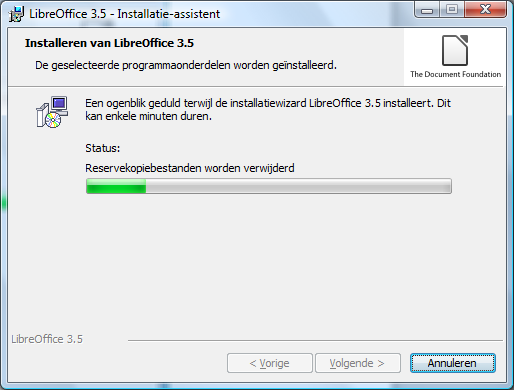 LibreOffice 3.5 - Installatie-assistent
Installeren van LibreOffice 3.5
De geselecteerde programmaonderdelen worden geïnstalleerd.
The Document Foundation
Een ogenblik geduld terwijl de installatiewizard LibreOffice 3.5 installeert. Dit
kan enkele minuten duren.
Status:
Reservekopiebestanden worden verwijderd
LibreOffice 3.5
< Vorige
Volgende >
Annuleren